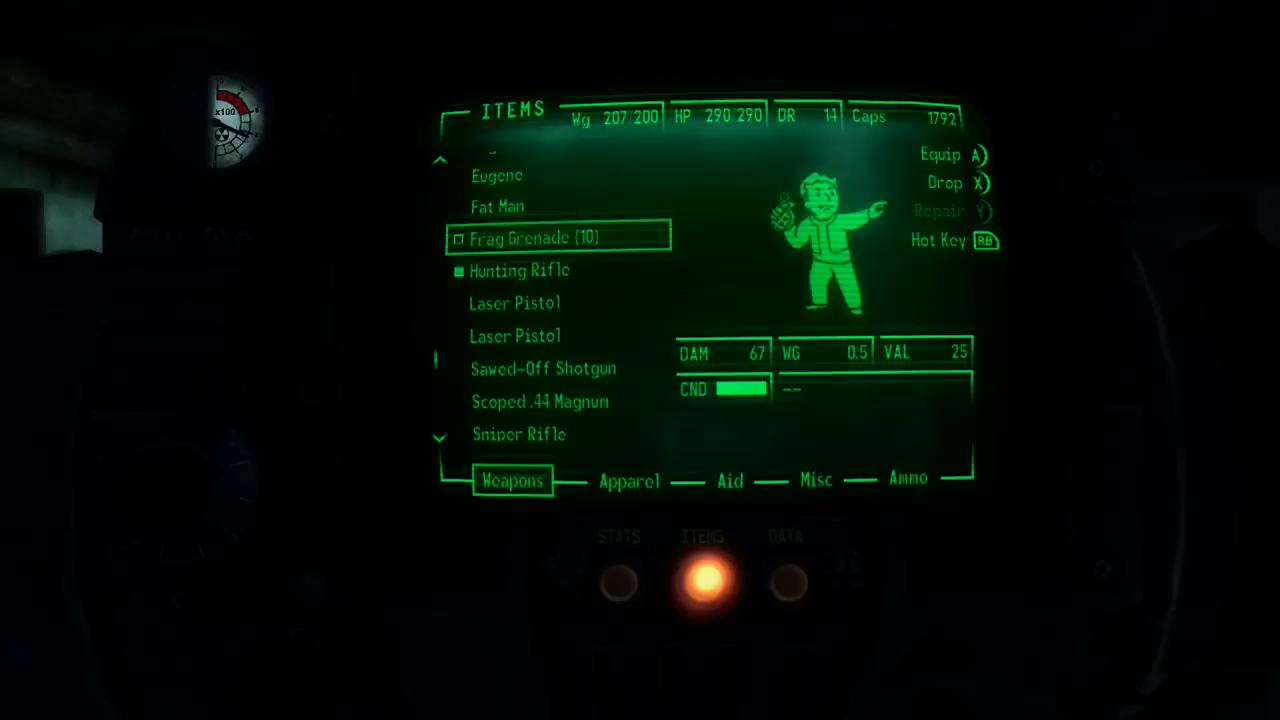 x100
ITEMS
Wg 207/200
HP 290/290
DR 14
Caps 1792
Equip A)
Drop X)
Repair Y)
Hot Key RB
Eugene
Fat Man
Frag Grenade (10)
Hunting Rifle
Laser Pistol
Laser Pistol
Sawed-Off Shotgun
Scoped .44 Magnum
Sniper Rifle
DAM 67
WG 0.5
VAL 25
CND
--
Weapons
Apparel
Aid
Misc
Ammo
STATS
ITEMS
DATA